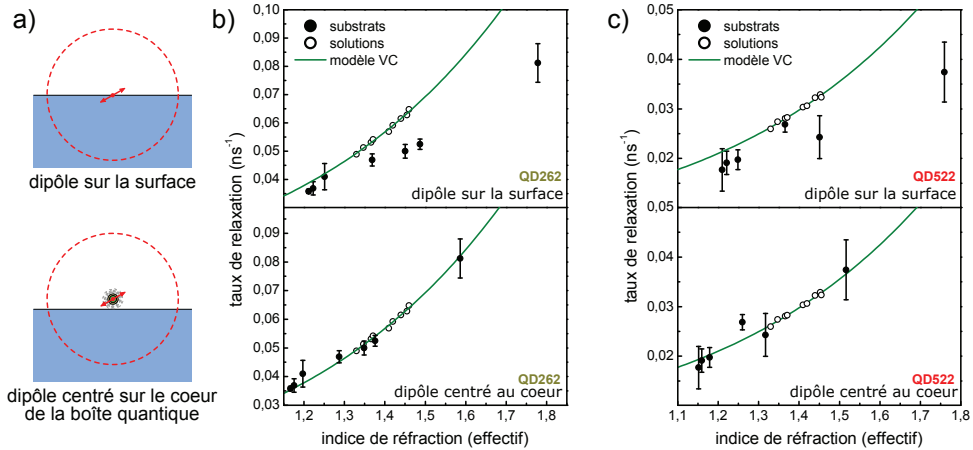 a)
dipôle sur la surface
dipôle centré sur le coeur
de la boîte quantique
b)
taux de relaxation (ns⁻¹)
0,10
0,09
0,08
0,07
0,06
0,05
0,04
substrats
solutions
modèle VC
QD262
dipôle sur la surface
0,10
0,09
0,08
0,07
0,06
0,05
0,04
0,03
QD262
dipôle centré au coeur
1,2 1,3 1,4 1,5 1,6 1,7 1,8
indice de réfraction (effectif)
c)
taux de relaxation (ns⁻¹)
0,05
0,04
0,03
0,02
substrats
solutions
modèle VC
QD522
dipôle sur la surface
0,05
0,04
0,03
0,02
0,01
QD522
dipôle centré au coeur
1,1 1,2 1,3 1,4 1,5 1,6 1,7 1,8
indice de réfraction (effectif)